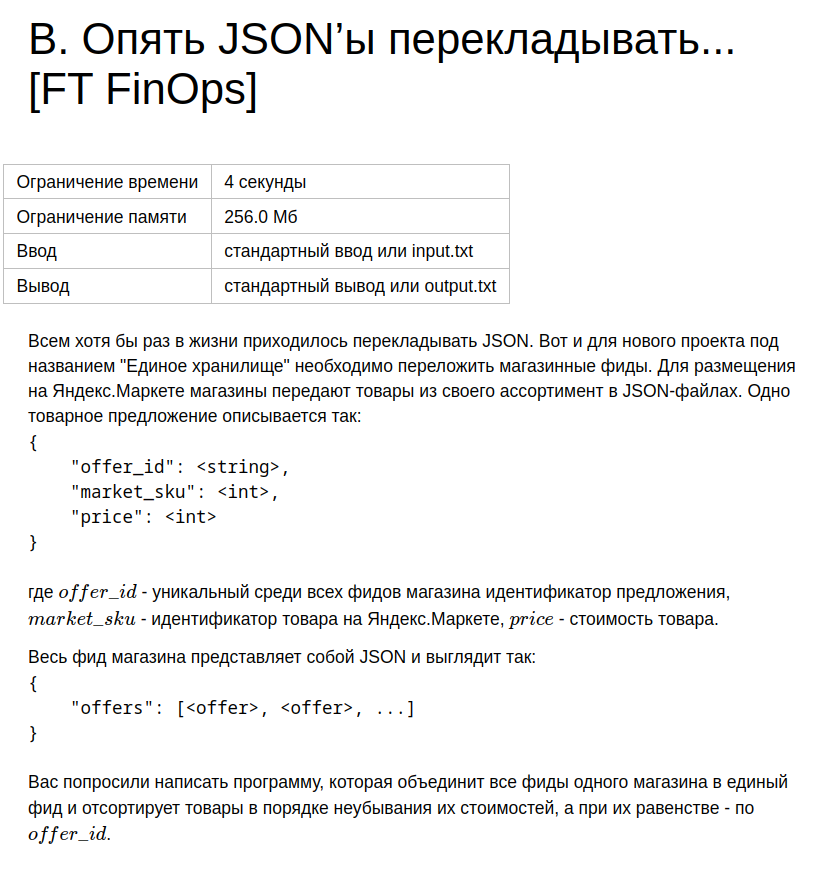 B. Опять JSON’ы перекладывать...
[FT FinOps]
Ограничение времени 4 секунды
Ограничение памяти 256.0 Мб
Ввод стандартный ввод или input.txt
Вывод стандартный вывод или output.txt
Всем хотя бы раз в жизни приходилось перекладывать JSON. Вот и для нового проекта под
названием "Единое хранилище" необходимо переложить магазинные фиды. Для размещения
на Яндекс.Маркете магазины передают товары из своего ассортимент в JSON-файлах. Одно
товарное предложение описывается так:
{
"offer_id": <string>,
"market_sku": <int>,
"price": <int>
}
где offer_id - уникальный среди всех фидов магазина идентификатор предложения,
market_sku - идентификатор товара на Яндекс.Маркете, price - стоимость товара.
Весь фид магазина представляет собой JSON и выглядит так:
{
"offers": [<offer>, <offer>, ...]
}
Вас попросили написать программу, которая объединит все фиды одного магазина в единый
фид и отсортирует товары в порядке неубывания их стоимостей, а при их равенстве - по
offer_id.